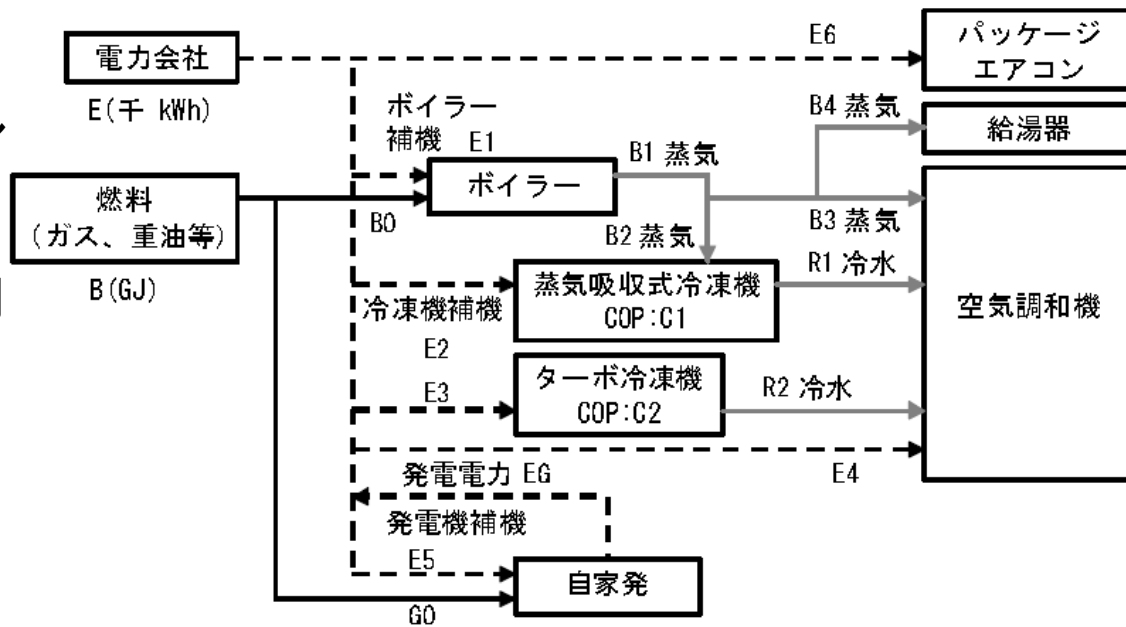 電力会社
E(千 kWh)
E6
パッケージ
エアコン
ボイラー
補機
E1
B4 蒸気
給湯器
B1 蒸気
ボイラー
燃料
(ガス、重油等)
B(GJ)
B0
B2 蒸気
B3 蒸気
蒸気吸収式冷凍機
COP:C1
R1 冷水
空気調和機
冷凍機補機
E2
E3
ターボ冷凍機
COP:C2
R2 冷水
E4
発電電力 EG
発電機補機
E5
自家発
G0